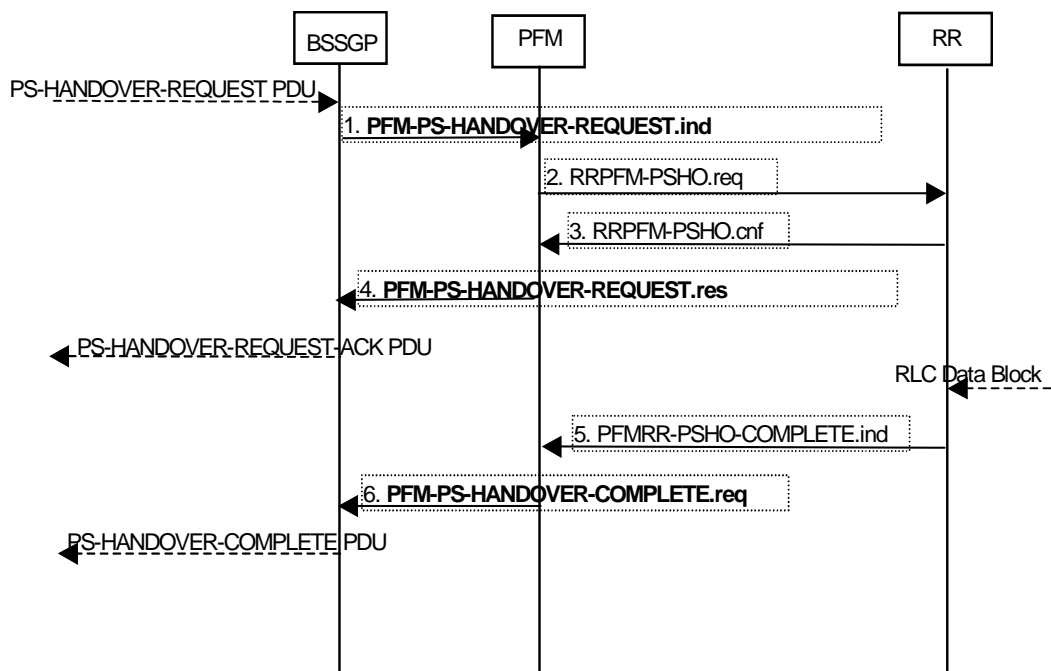 BSSGP
PFM
RR
PS-HANDOVER-REQUEST PDU
1. PFM-PS-HANDOVER-REQUEST.ind
2. RRPFM-PSHO.req
3. RRPFM-PSHO.cnf
4. PFM-PS-HANDOVER-REQUEST.res
PS-HANDOVER-REQUEST-ACK PDU
RLC Data Block
5. PFMRR-PSHO-COMPLETE.ind
6. PFM-PS-HANDOVER-COMPLETE.req
PS-HANDOVER-COMPLETE PDU